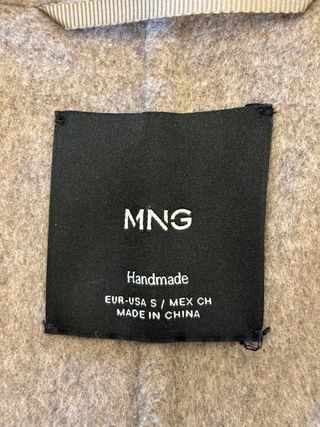 MNG
Handmade
EUR-USA S / MEX CH
MADE IN CHINA